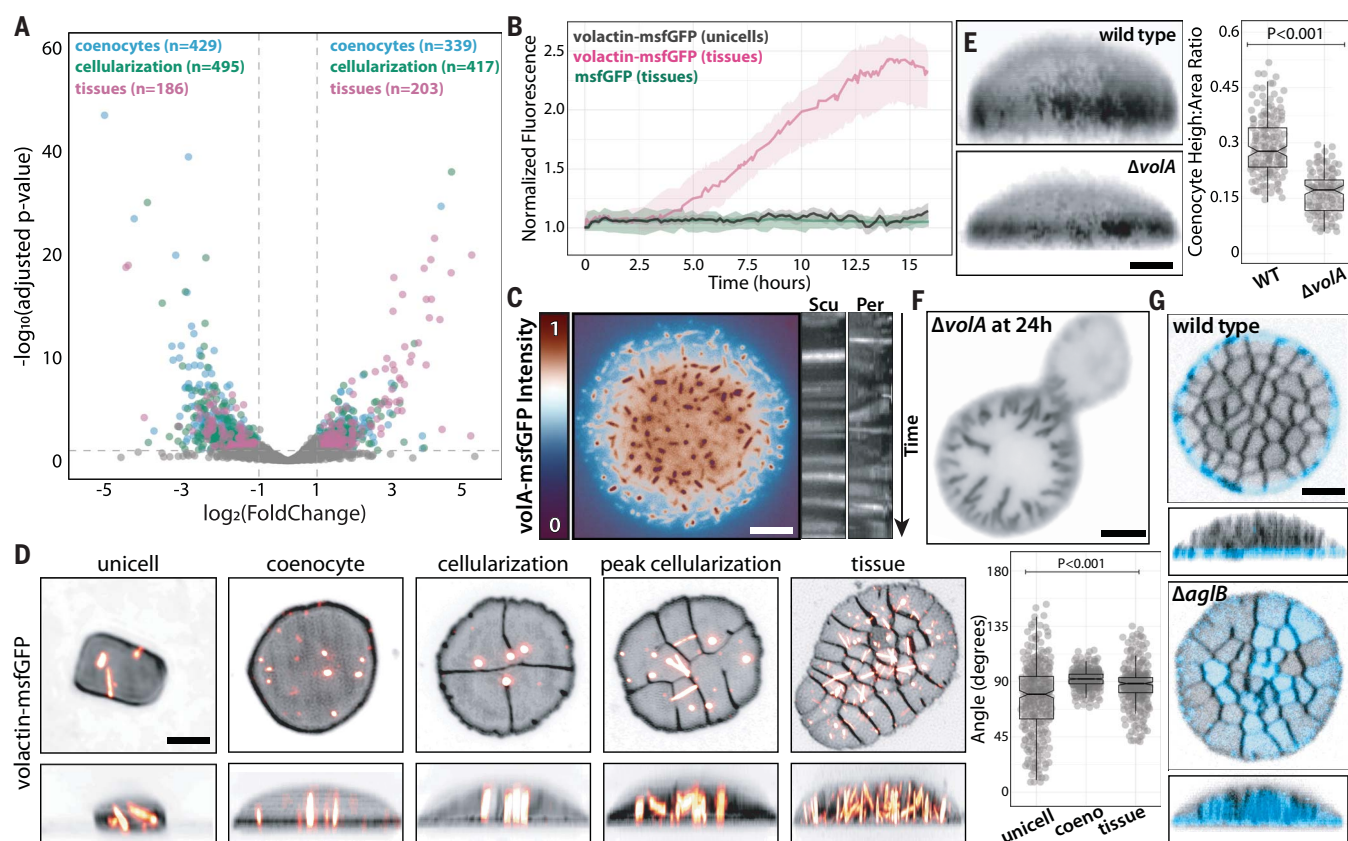 A
60
40
20
10
0
-log₁₀(adjusted p-value)
coenocytes (n=429)
cellularization (n=495)
tissues (n=186)
coenocytes (n=339)
cellularization (n=417)
tissues (n=203)
-5
-3
-1
1
3
5
log₂(FoldChange)
B
Normalized Fluorescence
2.5
2.0
1.5
1.0
volactin-msfGFP (unicells)
volactin-msfGFP (tissues)
msfGFP (tissues)
0
2.5
5.0
7.5
10
12.5
15
Time (hours)
C
volA-msfGFP Intensity
1
0
Scu
Per
Time
D
volactin-msfGFP
unicell
coenocyte
cellularization
peak cellularization
tissue
Angle (degrees)
180
135
90
45
0
P<0.001
unicell
coeno
tissue
E
wild type
ΔvolA
Coenocyte Heigh:Area Ratio
0.6
0.45
0.3
0.15
0
P<0.001
WT
ΔvolA
F
ΔvolA at 24h
G
wild type
ΔaglB